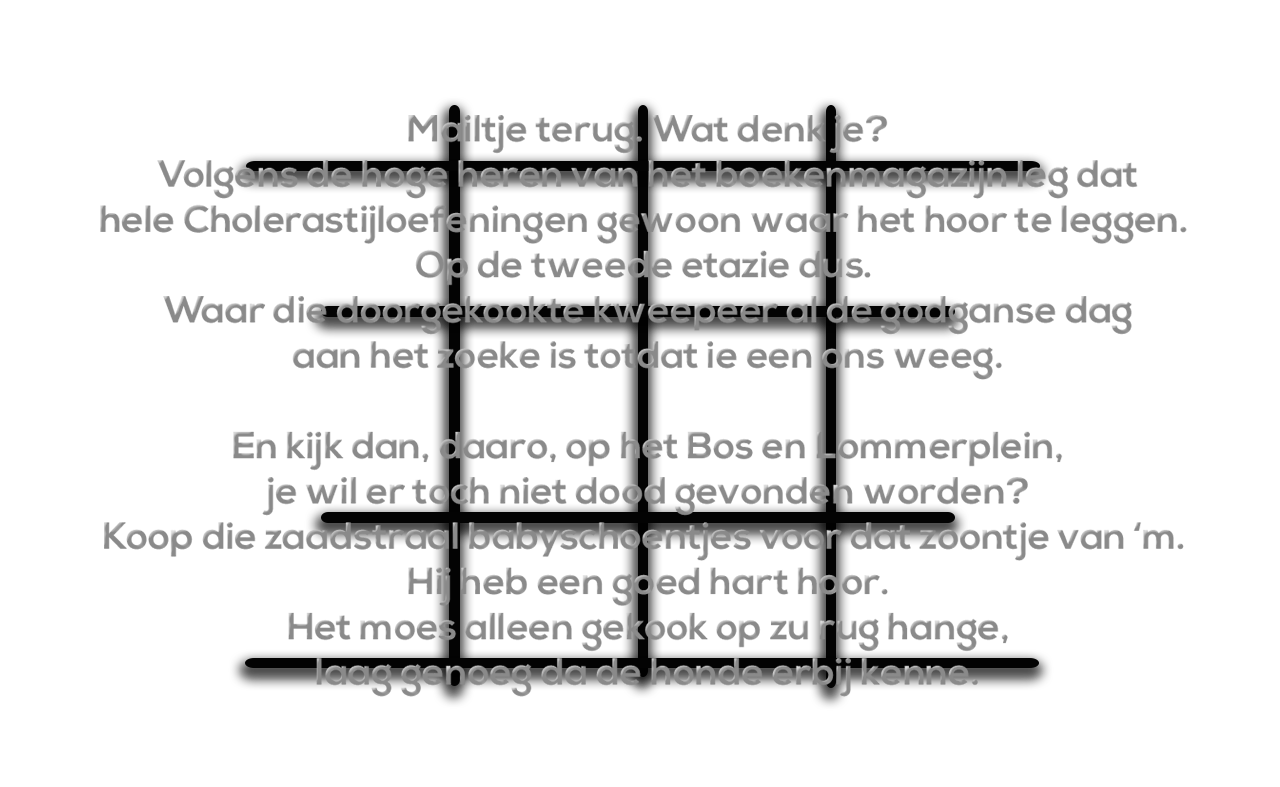 Mailtje terug. Wat denk je?
Volgens de hoge heren van het boekenmagazijn leg dat
hele Cholerastijloefeningen gewoon waar het hoor te leggen.
Op de tweede etazie dus.
Waar die doorgekookte kweepeer al de godganse dag
aan het zoeke is totdat ie een ons weeg.
En kijk dan, daaro, op het Bos en Lommerplein,
je wil er toch niet dood gevonden worden?
Koop die zaadstraal babyschoentjes voor dat zoontje van ‘m.
Hij heb een goed hart hoor.
Het moes alleen gekook op zu rug hange,
laag genoeg da de honde erbij kenne.